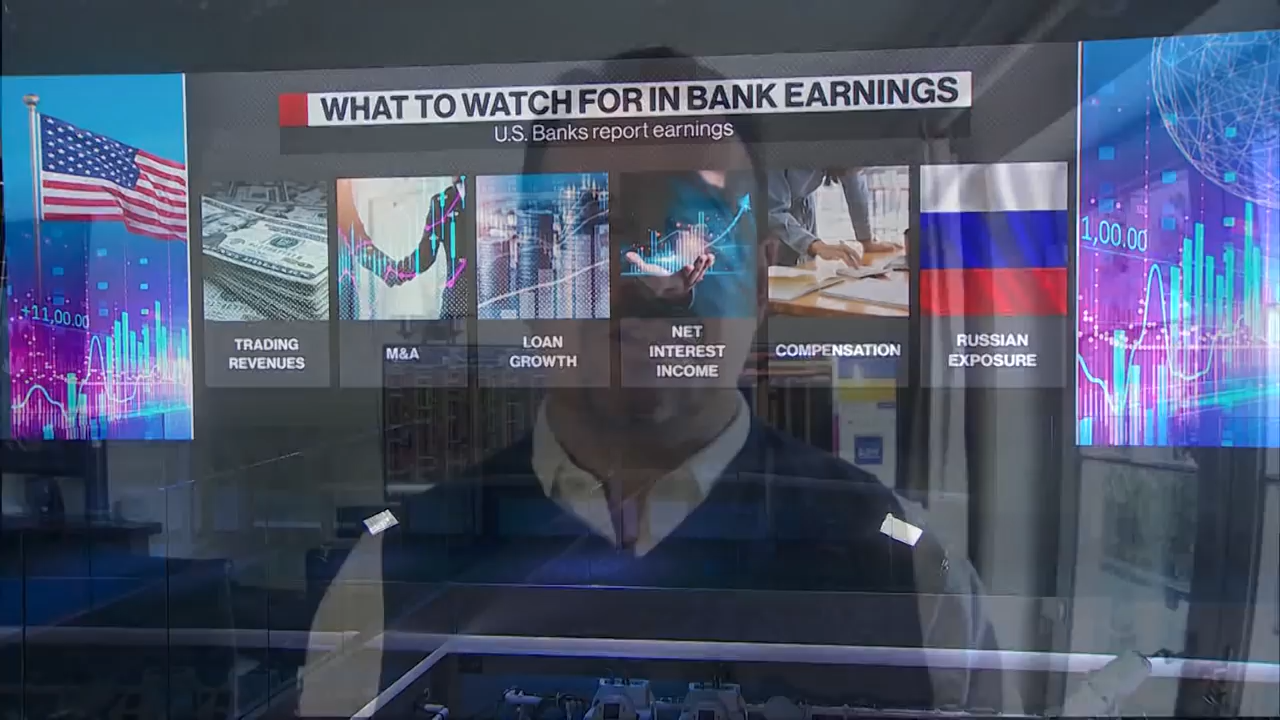 WHAT TO WATCH FOR IN BANK EARNINGS
U.S. Banks report earnings
+11,00.00
1,00.00
TRADING
REVENUES
M&A
LOAN
GROWTH
NET
INTEREST
INCOME
COMPENSATION
RUSSIAN
EXPOSURE